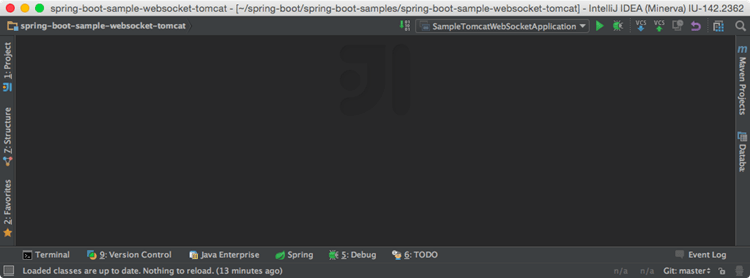 spring-boot-sample-websocket-tomcat - [~/spring-boot/spring-boot-samples/spring-boot-sample-websocket-tomcat] - IntelliJ IDEA (Minerva) IU-142.2362
spring-boot-sample-websocket-tomcat
SampleTomcatWebSocketApplication
VCS
VCS
1: Project
Z: Structure
2: Favorites
m
Maven Projects
Databa:
Terminal
9: Version Control
Java Enterprise
Spring
5: Debug
6: TODO
Event Log
Loaded classes are up to date. Nothing to reload. (13 minutes ago)
n/a
n/a
Git: master